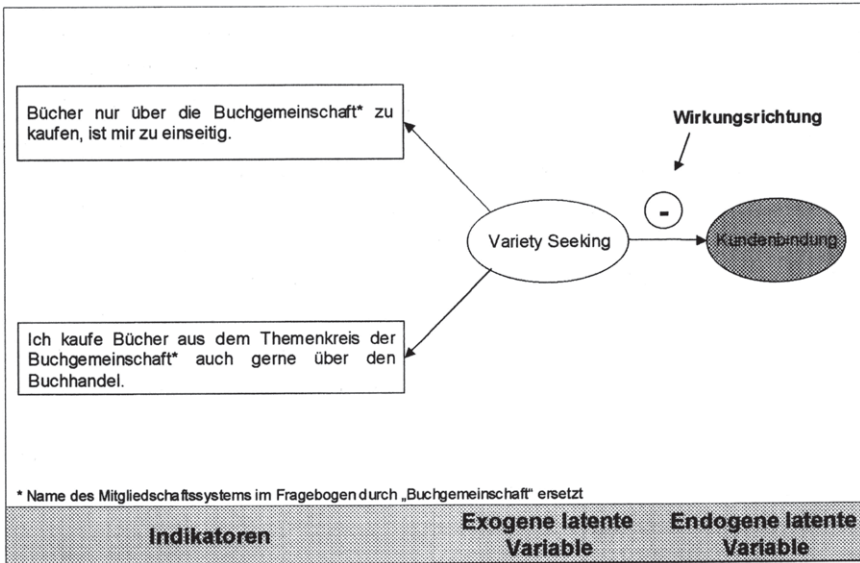 Bücher nur über die Buchgemeinschaft* zu
kaufen, ist mir zu einseitig.
Wirkungsrichtung
-
Variety Seeking
Kundenbindung
Ich kaufe Bücher aus dem Themenkreis der
Buchgemeinschaft* auch gerne über den
Buchhandel.
* Name des Mitgliedschaftssystems im Fragebogen durch „Buchgemeinschaft" ersetzt
Indikatoren
Exogene latente
Variable
Endogene latente
Variable